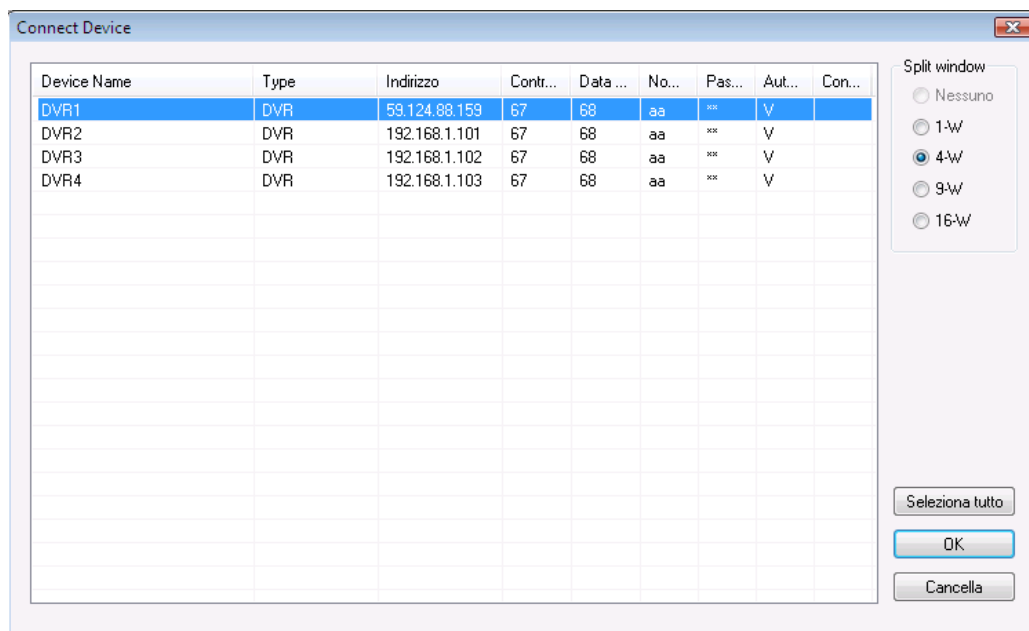 Connect Device
Device Name Type Indirizzo Contr... Data ... No... Pas... Aut... Con...
DVR1 DVR 59.124.88.159 67 68 aa ** V
DVR2 DVR 192.168.1.101 67 68 aa ** V
DVR3 DVR 192.168.1.102 67 68 aa ** V
DVR4 DVR 192.168.1.103 67 68 aa ** V
Split window
Nessuno
1-W
4-W
9-W
16-W
Seleziona tutto
OK
Cancella